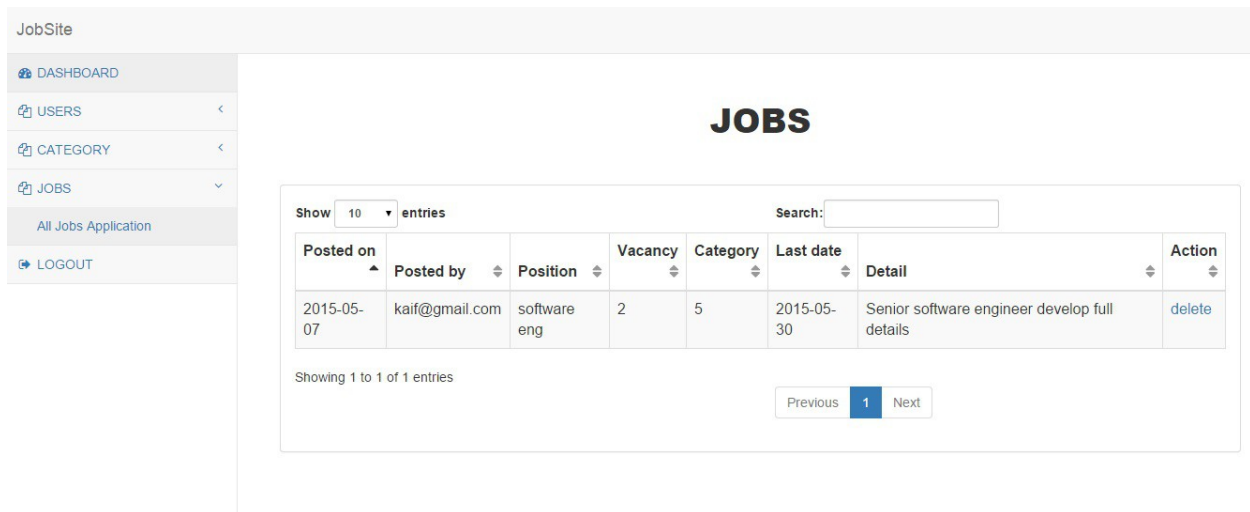 JobSite
DASHBOARD
USERS
CATEGORY
JOBS
All Jobs Application
LOGOUT
JOBS
Show 10 entries Search:
Posted on Posted by Position Vacancy Category Last date Detail Action
2015-05- kaif@gmail.com software 2 5 2015-05- Senior software engineer develop full delete
07 eng 30 details
Showing 1 to 1 of 1 entries
Previous 1 Next